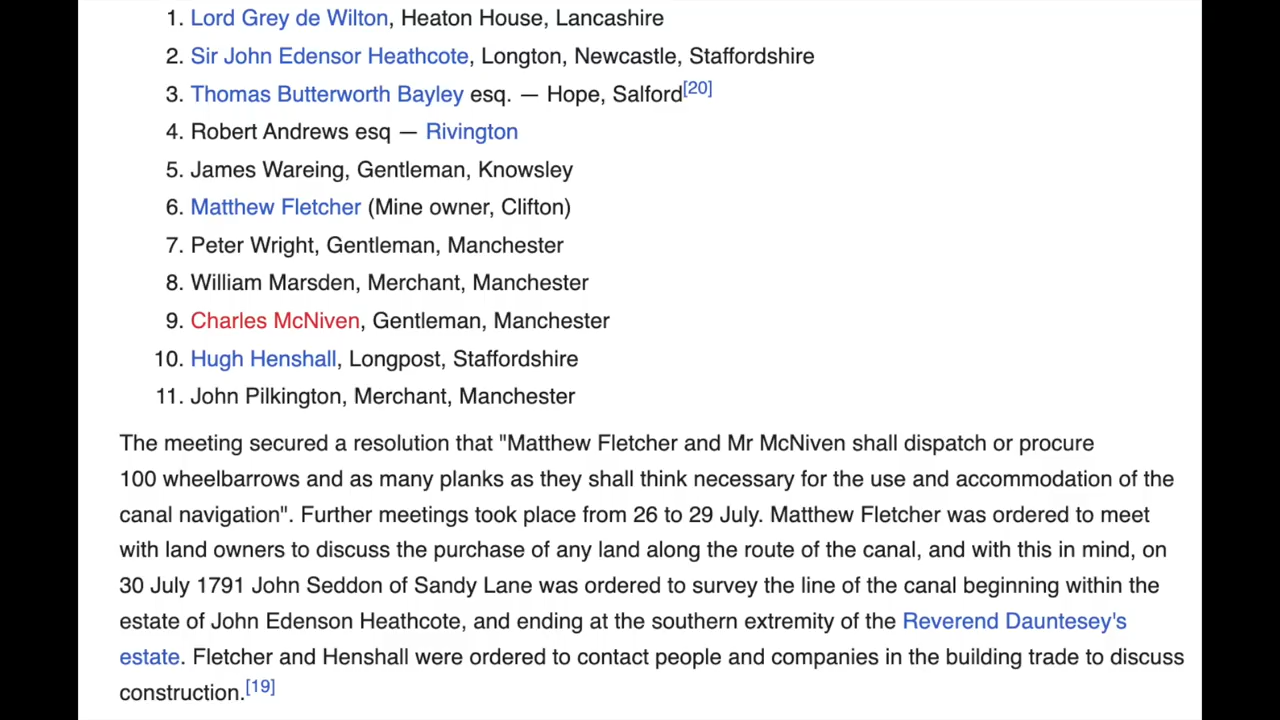 1. Lord Grey de Wilton, Heaton House, Lancashire
2. Sir John Edensor Heathcote, Longton, Newcastle, Staffordshire
3. Thomas Butterworth Bayley esq. — Hope, Salford[20]
4. Robert Andrews esq — Rivington
5. James Wareing, Gentleman, Knowsley
6. Matthew Fletcher (Mine owner, Clifton)
7. Peter Wright, Gentleman, Manchester
8. William Marsden, Merchant, Manchester
9. Charles McNiven, Gentleman, Manchester
10. Hugh Henshall, Longpost, Staffordshire
11. John Pilkington, Merchant, Manchester
The meeting secured a resolution that "Matthew Fletcher and Mr McNiven shall dispatch or procure
100 wheelbarrows and as many planks as they shall think necessary for the use and accommodation of the
canal navigation". Further meetings took place from 26 to 29 July. Matthew Fletcher was ordered to meet
with land owners to discuss the purchase of any land along the route of the canal, and with this in mind, on
30 July 1791 John Seddon of Sandy Lane was ordered to survey the line of the canal beginning within the
estate of John Edenson Heathcote, and ending at the southern extremity of the Reverend Dauntesey's
estate. Fletcher and Henshall were ordered to contact people and companies in the building trade to discuss
construction.[19]